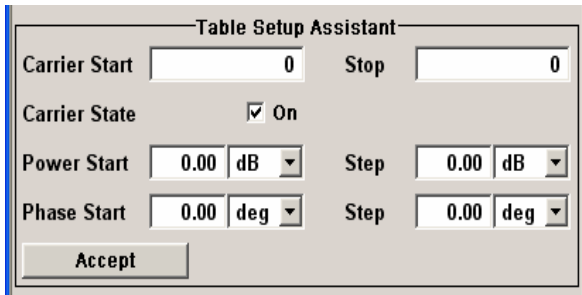 Table Setup Assistant
Carrier Start 0 Stop 0
Carrier State On
Power Start 0.00 dB Step 0.00 dB
Phase Start 0.00 deg Step 0.00 deg
Accept